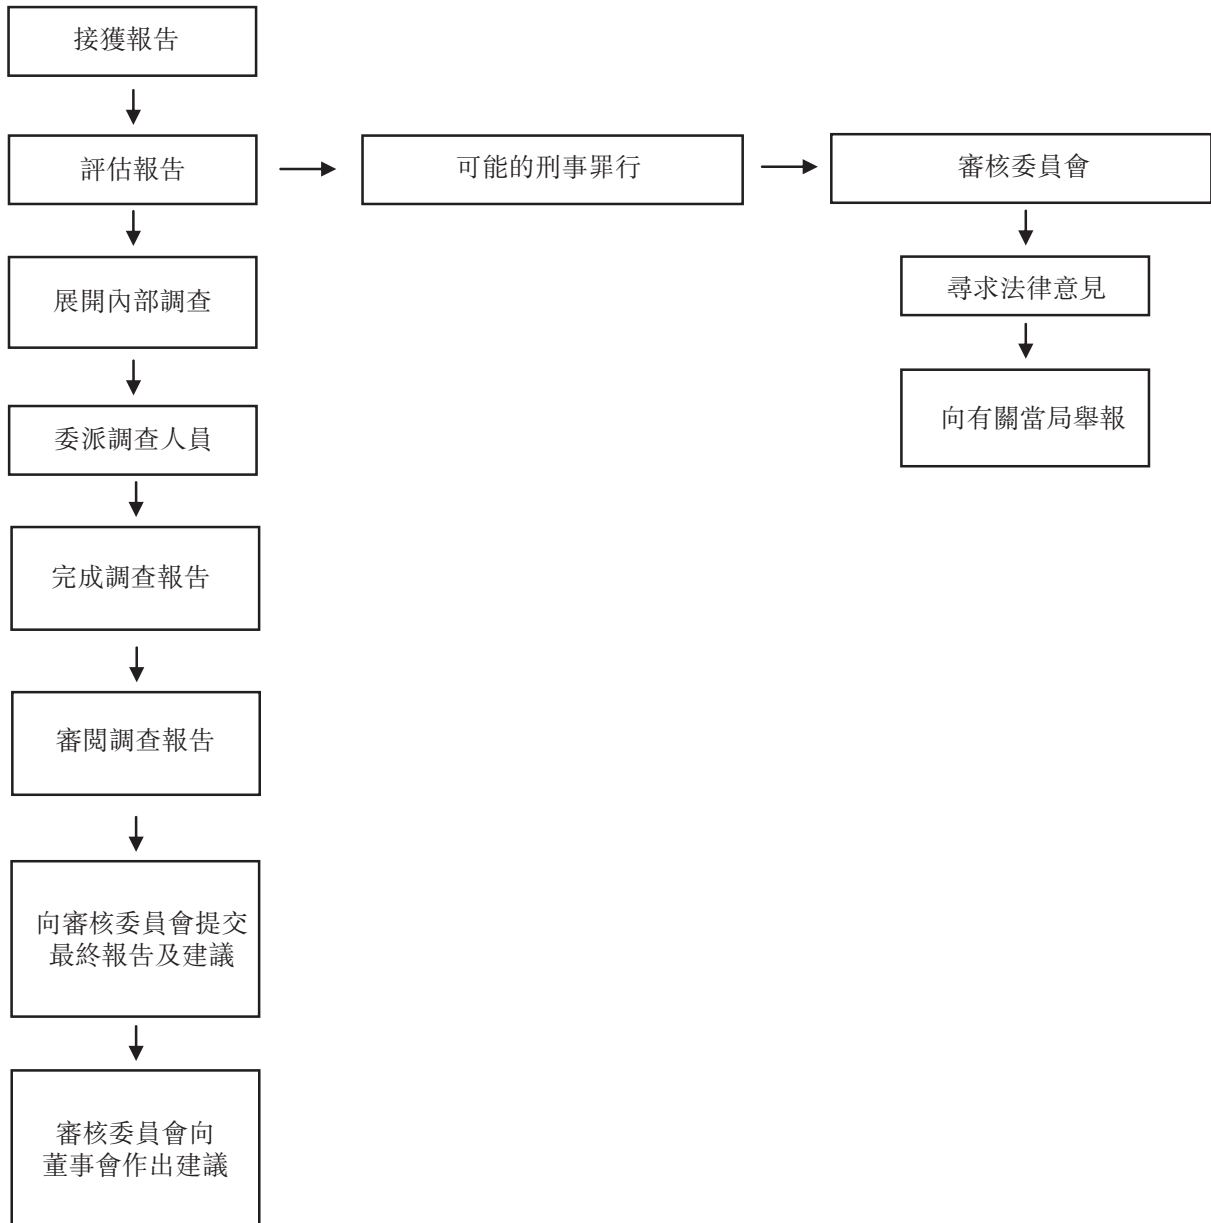 接獲報告
評估報告
可能的刑事罪行
審核委員會
展開內部調查
尋求法律意見
委派調查人員
向有關當局舉報
完成調查報告
審閱調查報告
向審核委員會提交
最終報告及建議
審核委員會向
董事會作出建議